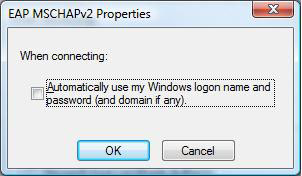 EAP MSCHAPv2 Properties
When connecting:
Automatically use my Windows logon name and
password (and domain if any).
OK
Cancel